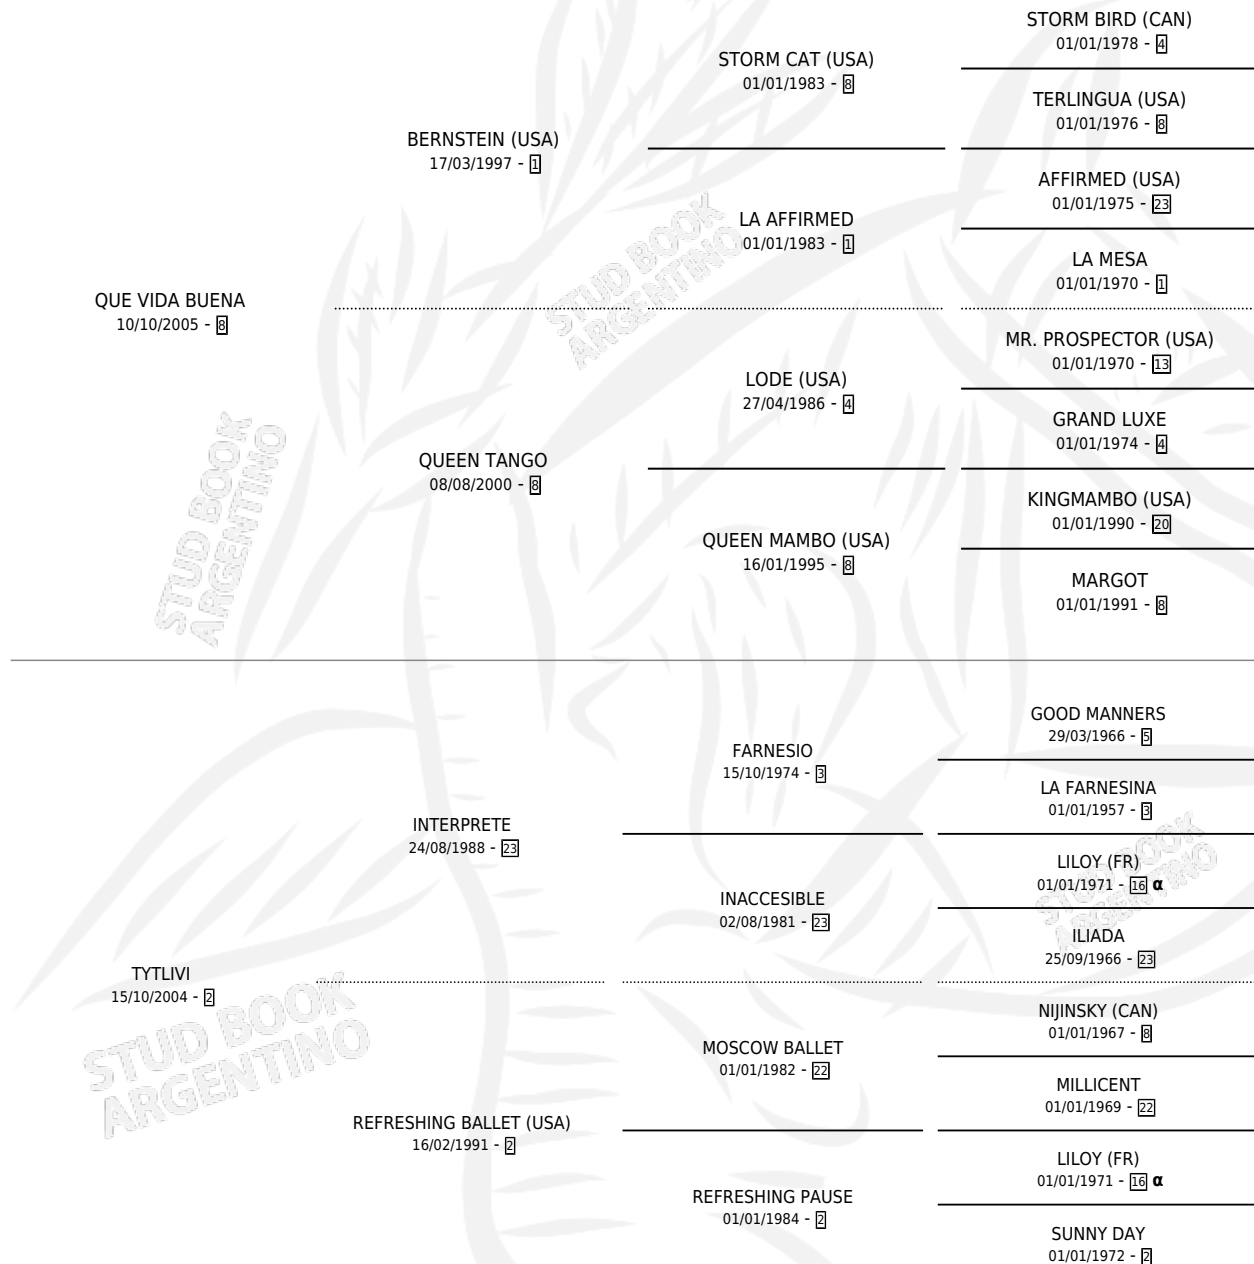 STORM BIRD (CAN)
01/01/1978 - 4
STORM CAT (USA)
01/01/1983 - 8
TERLINGUA (USA)
01/01/1976 - 8
BERNSTEIN (USA)
17/03/1997 - 1
AFFIRMED (USA)
01/01/1975 - 23
LA AFFIRMED
01/01/1983 - 1
LA MESA
01/01/1970 - 1
QUE VIDA BUENA
10/10/2005 - 8
MR. PROSPECTOR (USA)
01/01/1970 - 13
LODE (USA)
27/04/1986 - 4
GRAND LUXE
01/01/1974 - 4
QUEEN TANGO
08/08/2000 - 8
KINGMAMBO (USA)
01/01/1990 - 20
QUEEN MAMBO (USA)
16/01/1995 - 8
MARGOT
01/01/1991 - 8
GOOD MANNERS
29/03/1966 - 5
FARNESIO
15/10/1974 - 3
LA FARNESINA
01/01/1957 - 3
INTERPRETE
24/08/1988 - 23
LILOY (FR)
01/01/1971 - 16 α
INACCESIBLE
02/08/1981 - 23
ILIADA
25/09/1966 - 23
TYTLIVI
15/10/2004 - 2
NIJINSKY (CAN)
01/01/1967 - 8
MOSCOW BALLET
01/01/1982 - 22
MILLICENT
01/01/1969 - 22
REFRESHING BALLET (USA)
16/02/1991 - 2
LILOY (FR)
01/01/1971 - 16 α
REFRESHING PAUSE
01/01/1984 - 2
SUNNY DAY
01/01/1972 - 2
STUD BOOK
ARGENTINO
STUD BOOK
ARGENTINO
STUD BOOK
ARGENTINO
STUD BOOK
ARGENTINO